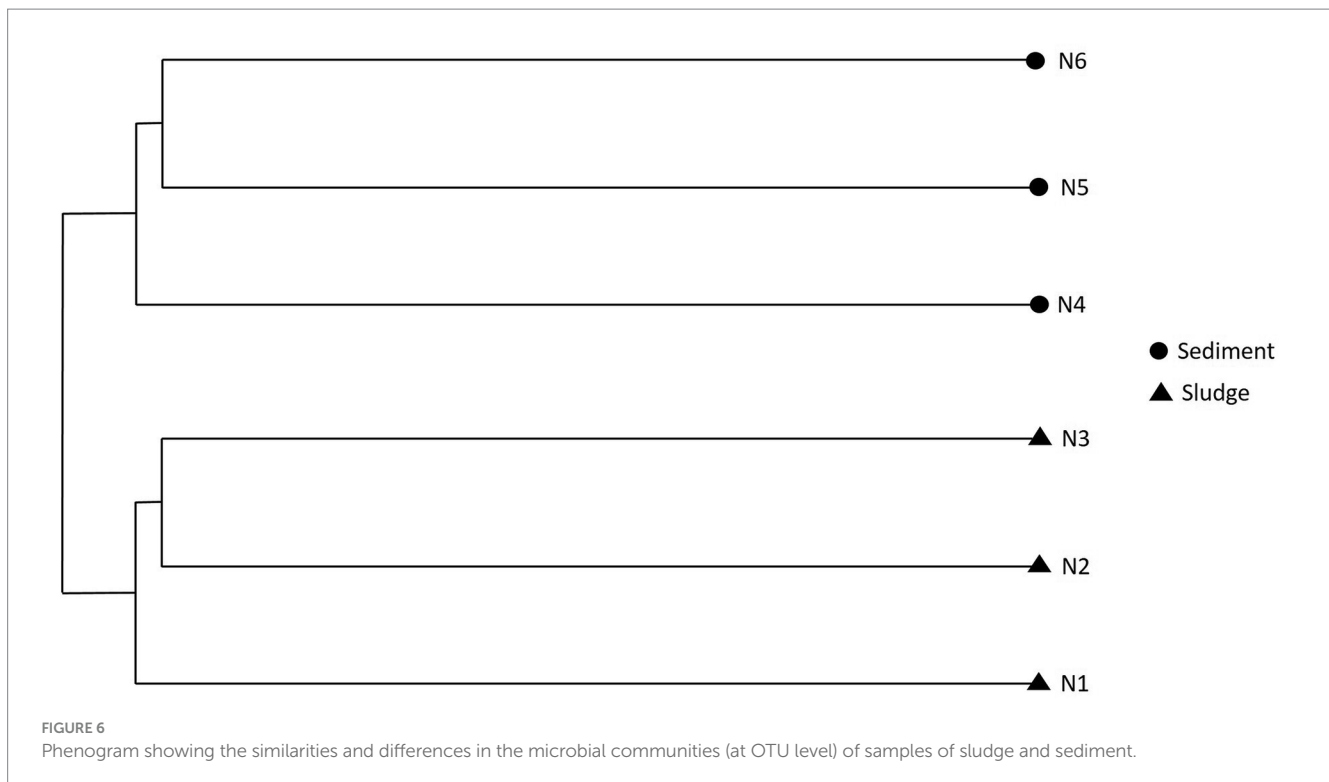 N6
N5
N4
Sediment
Sludge
N3
N2
N1
FIGURE 6
Phenogram showing the similarities and differences in the microbial communities (at OTU level) of samples of sludge and sediment.